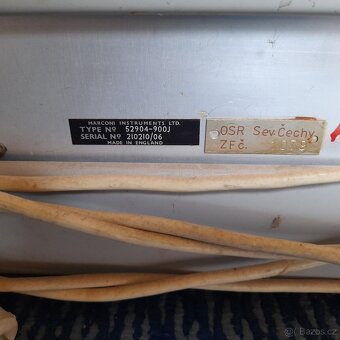 MARCONI INSTRUMENTS LTD.
TYPE Nº 52904-900J
SERIAL Nº 210210/06
MADE IN ENGLAND
OSR Sev.Čechy
ZFč.
Bazoš.cz